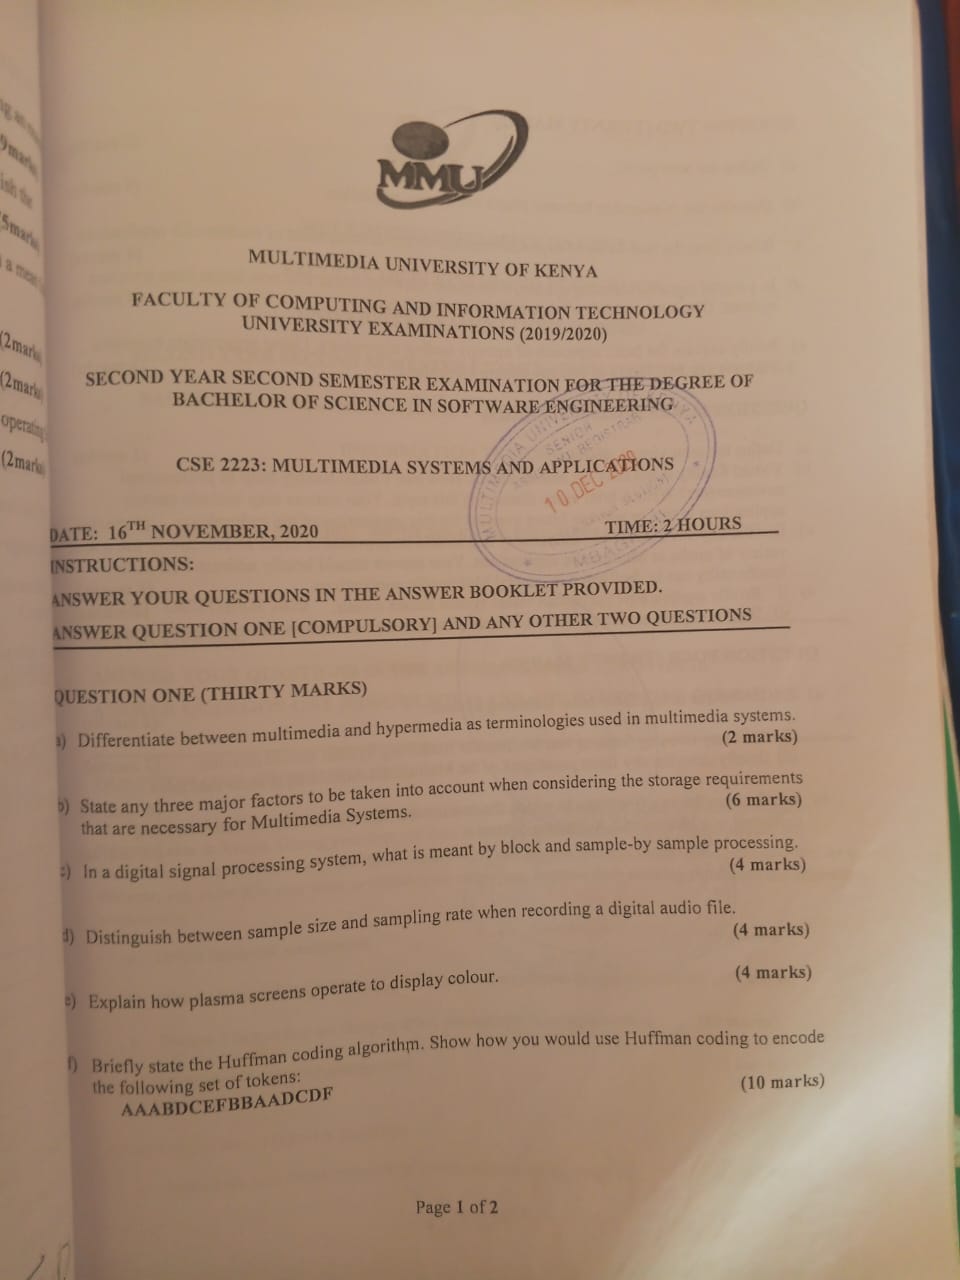 MMU
MULTIMEDIA UNIVERSITY OF KENYA
FACULTY OF COMPUTING AND INFORMATION TECHNOLOGY
UNIVERSITY EXAMINATIONS (2019/2020)
SECOND YEAR SECOND SEMESTER EXAMINATION FOR THE DEGREE OF
BACHELOR OF SCIENCE IN SOFTWARE ENGINEERING
CSE 2223: MULTIMEDIA SYSTEMS AND APPLICATIONS
10 DEC 2020
DATE: 16TH NOVEMBER, 2020 TIME: 2 HOURS
INSTRUCTIONS:
ANSWER YOUR QUESTIONS IN THE ANSWER BOOKLET PROVIDED.
ANSWER QUESTION ONE [COMPULSORY] AND ANY OTHER TWO QUESTIONS
QUESTION ONE (THIRTY MARKS)
a) Differentiate between multimedia and hypermedia as terminologies used in multimedia systems.
(2 marks)
b) State any three major factors to be taken into account when considering the storage requirements
that are necessary for Multimedia Systems. (6 marks)
c) In a digital signal processing system, what is meant by block and sample-by sample processing.
(4 marks)
d) Distinguish between sample size and sampling rate when recording a digital audio file.
(4 marks)
e) Explain how plasma screens operate to display colour. (4 marks)
f) Briefly state the Huffman coding algorithm. Show how you would use Huffman coding to encode
the following set of tokens: (10 marks)
AAABDCEFBBAADCDF
Page 1 of 2